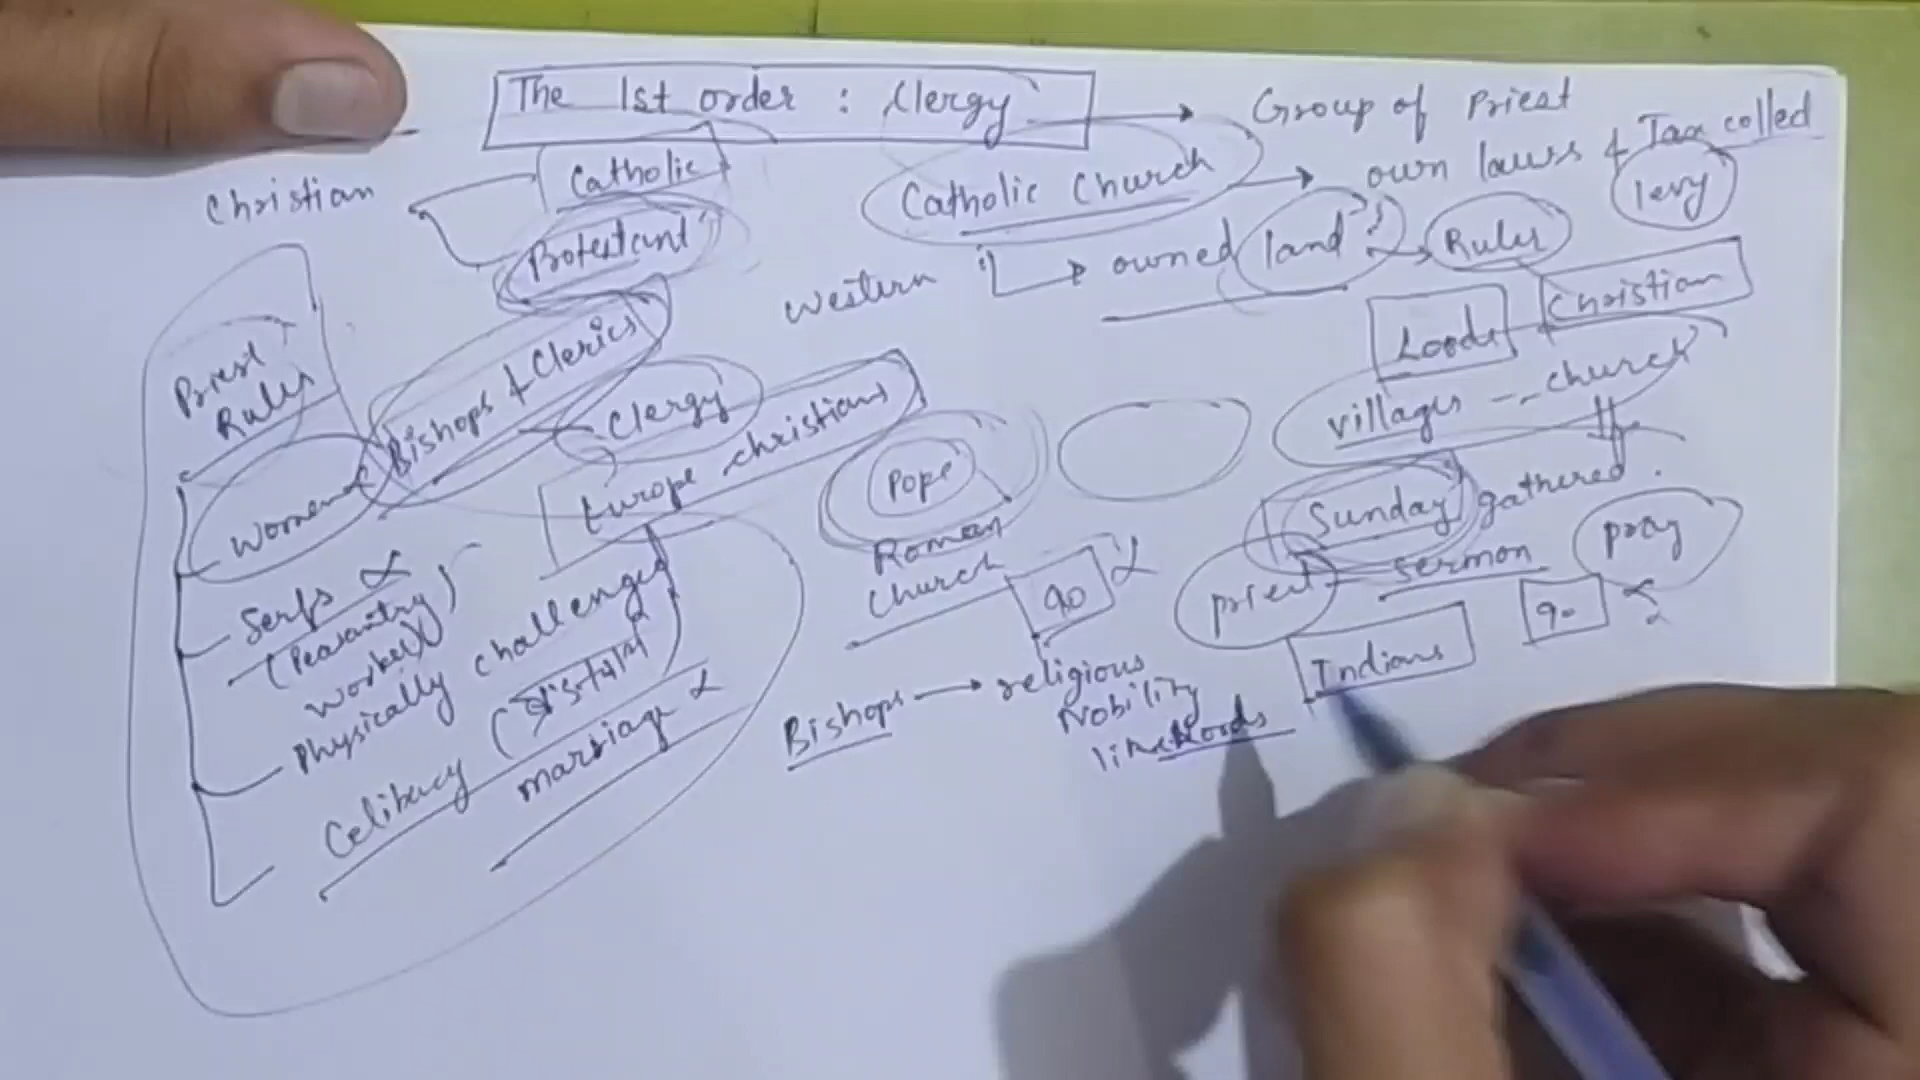 The 1st order : Clergy
Group of Priest
Catholic
Christian
Protestant
Catholic Church
own laws & Tax called
levy
western
owned land
Rules
Lords
Christian
Priest
Rules
Bishops & Clerics
Clergy
Europe christians
villages church
Pope
Roman
church
Sunday gathered.
priest
sermon
pray
90
90
Indians
Women
Serfs
(Peasantry
worker)
Physically challenged
Celibacy
marriage
Bishops → religious
Nobility
like Lords